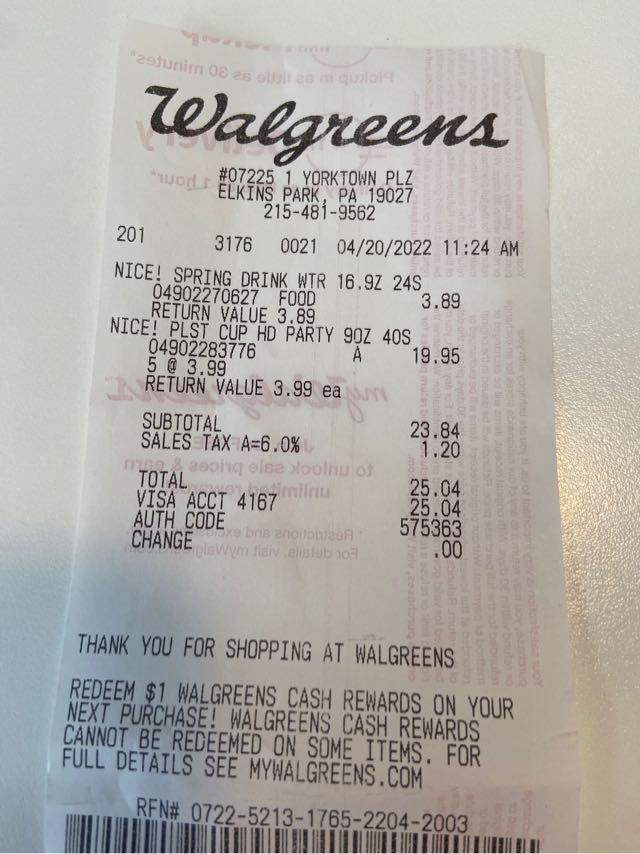 Walgreens
#07225 1 YORKTOWN PLZ
ELKINS PARK, PA 19027
215-481-9562
201 3176 0021 04/20/2022 11:24 AM
NICE! SPRING DRINK WTR 16.9Z 24S
04902270627 FOOD 3.89
RETURN VALUE 3.89
NICE! PLST CUP HD PARTY 9OZ 40S
04902283776 A 19.95
5 @ 3.99
RETURN VALUE 3.99 ea
SUBTOTAL 23.84
SALES TAX A=6.0% 1.20
TOTAL 25.04
VISA ACCT 4167 25.04
AUTH CODE 575363
CHANGE .00
THANK YOU FOR SHOPPING AT WALGREENS
REDEEM $1 WALGREENS CASH REWARDS ON YOUR
NEXT PURCHASE! WALGREENS CASH REWARDS
CANNOT BE REDEEMED ON SOME ITEMS. FOR
FULL DETAILS SEE MYWALGREENS.COM
RFN# 0722-5213-1765-2204-2003